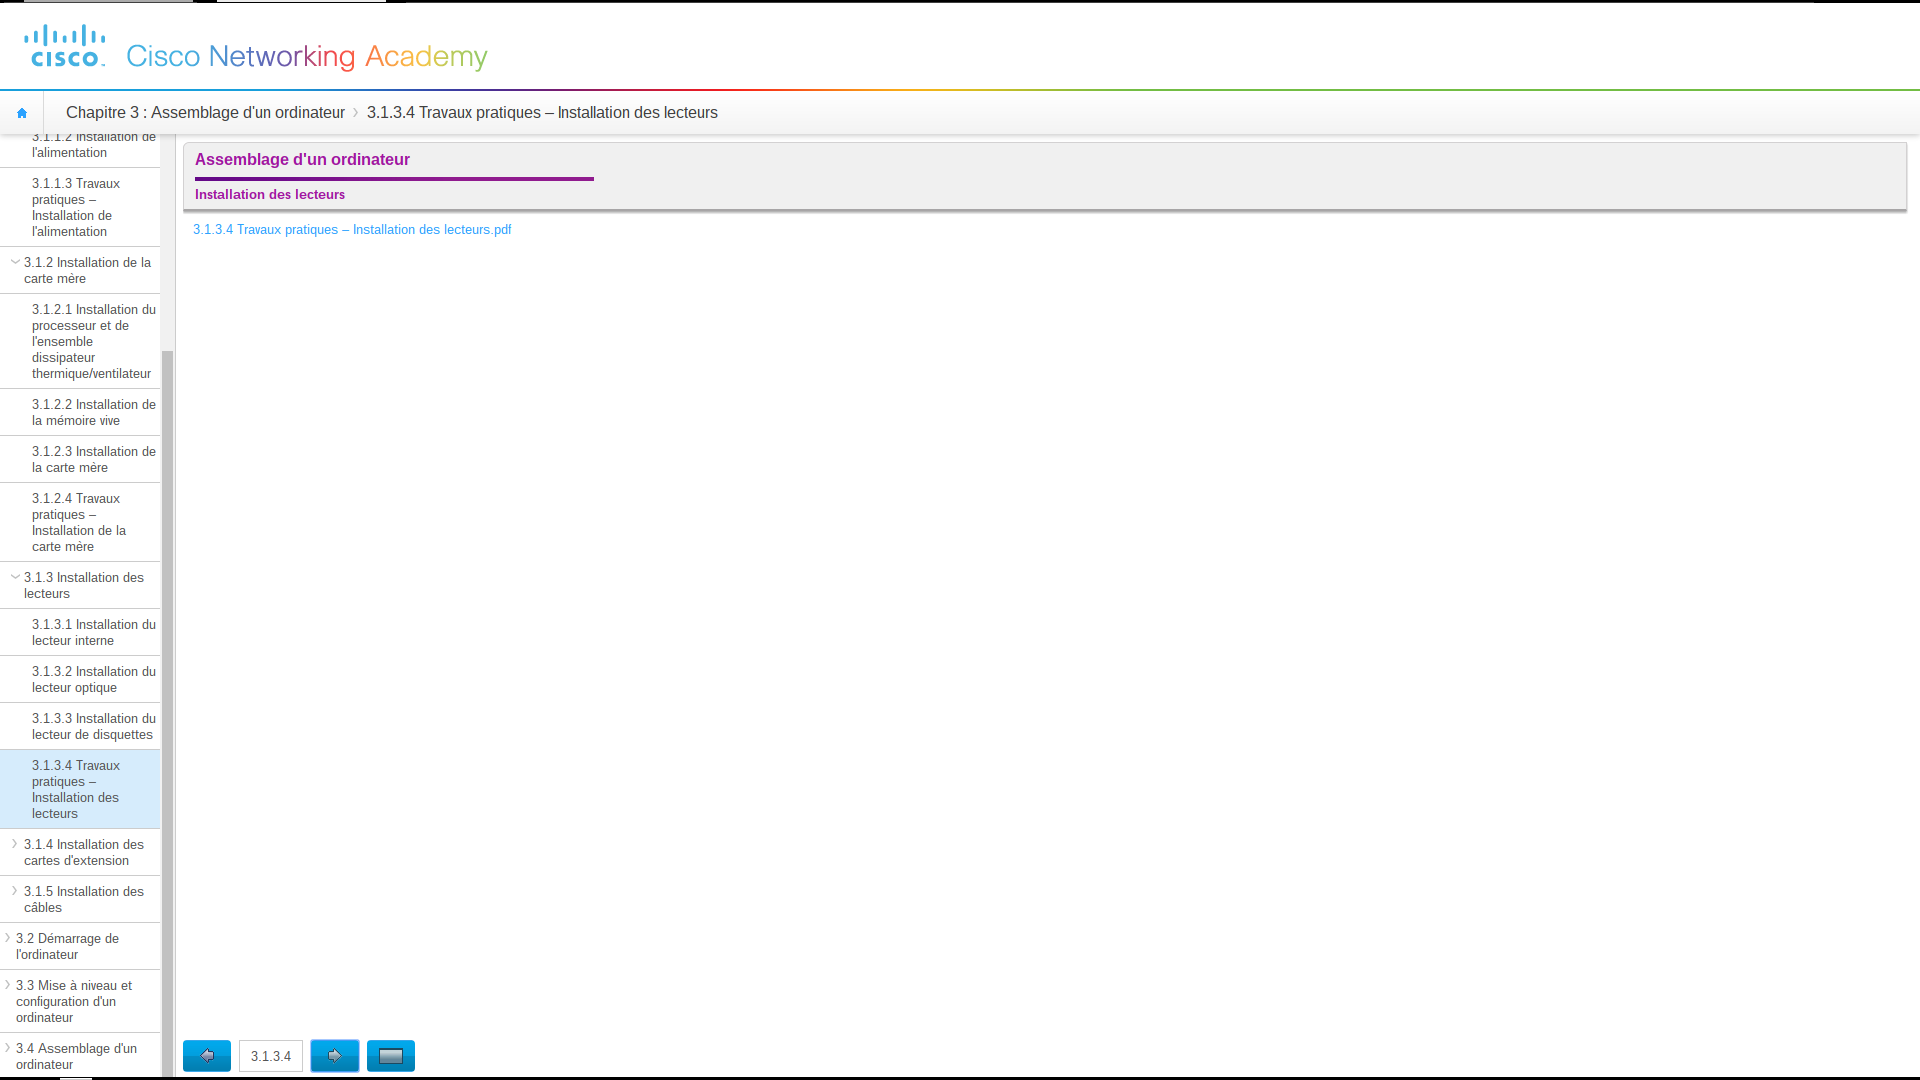 cisco
Cisco Networking Academy
Chapitre 3 : Assemblage d'un ordinateur › 3.1.3.4 Travaux pratiques – Installation des lecteurs
3.1.1.2 Installation de
l'alimentation
3.1.1.3 Travaux
pratiques –
Installation de
l'alimentation
3.1.2 Installation de la
carte mère
3.1.2.1 Installation du
processeur et de
l'ensemble
dissipateur
thermique/ventilateur
3.1.2.2 Installation de
la mémoire vive
3.1.2.3 Installation de
la carte mère
3.1.2.4 Travaux
pratiques –
Installation de la
carte mère
3.1.3 Installation des
lecteurs
3.1.3.1 Installation du
lecteur interne
3.1.3.2 Installation du
lecteur optique
3.1.3.3 Installation du
lecteur de disquettes
3.1.3.4 Travaux
pratiques –
Installation des
lecteurs
3.1.4 Installation des
cartes d'extension
3.1.5 Installation des
câbles
3.2 Démarrage de
l'ordinateur
3.3 Mise à niveau et
configuration d'un
ordinateur
3.4 Assemblage d'un
ordinateur
Assemblage d'un ordinateur
Installation des lecteurs
3.1.3.4 Travaux pratiques – Installation des lecteurs.pdf
3.1.3.4